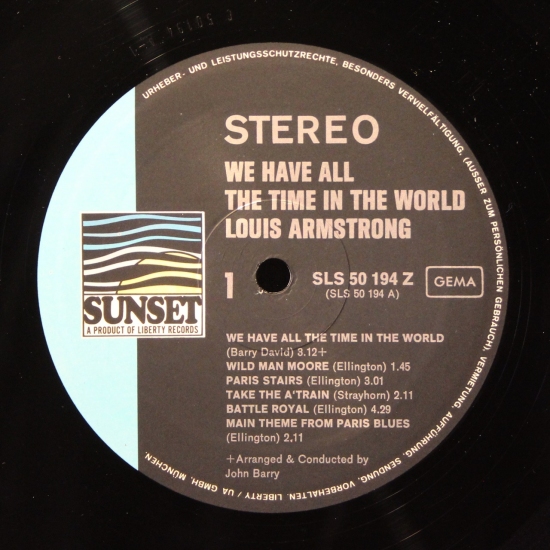 URHEBER- UND LEISTUNGSSCHUTZRECHTE. BESONDERS VERVIELFÄLTIGUNG. (AUSSER ZUM PERSÖNLICHEN GEBRAUCH), VERMIETUNG, AUFFÜHRUNG, SENDUNG, VORBEHALTEN. LIBERTY / UA GMBH, MÜNCHEN.
STEREO
WE HAVE ALL
THE TIME IN THE WORLD
LOUIS ARMSTRONG
SUNSET
A PRODUCT OF LIBERTY RECORDS
1
SLS 50 194 Z
(SLS 50 194 A)
GEMA
WE HAVE ALL THE TIME IN THE WORLD
(Barry David) 3.12+
WILD MAN MOORE (Ellington) 1.45
PARIS STAIRS (Ellington) 3.01
TAKE THE A'TRAIN (Strayhorn) 2.11
BATTLE ROYAL (Ellington) 4.29
MAIN THEME FROM PARIS BLUES
(Ellington) 2.11
+Arranged & Conducted by
John Barry